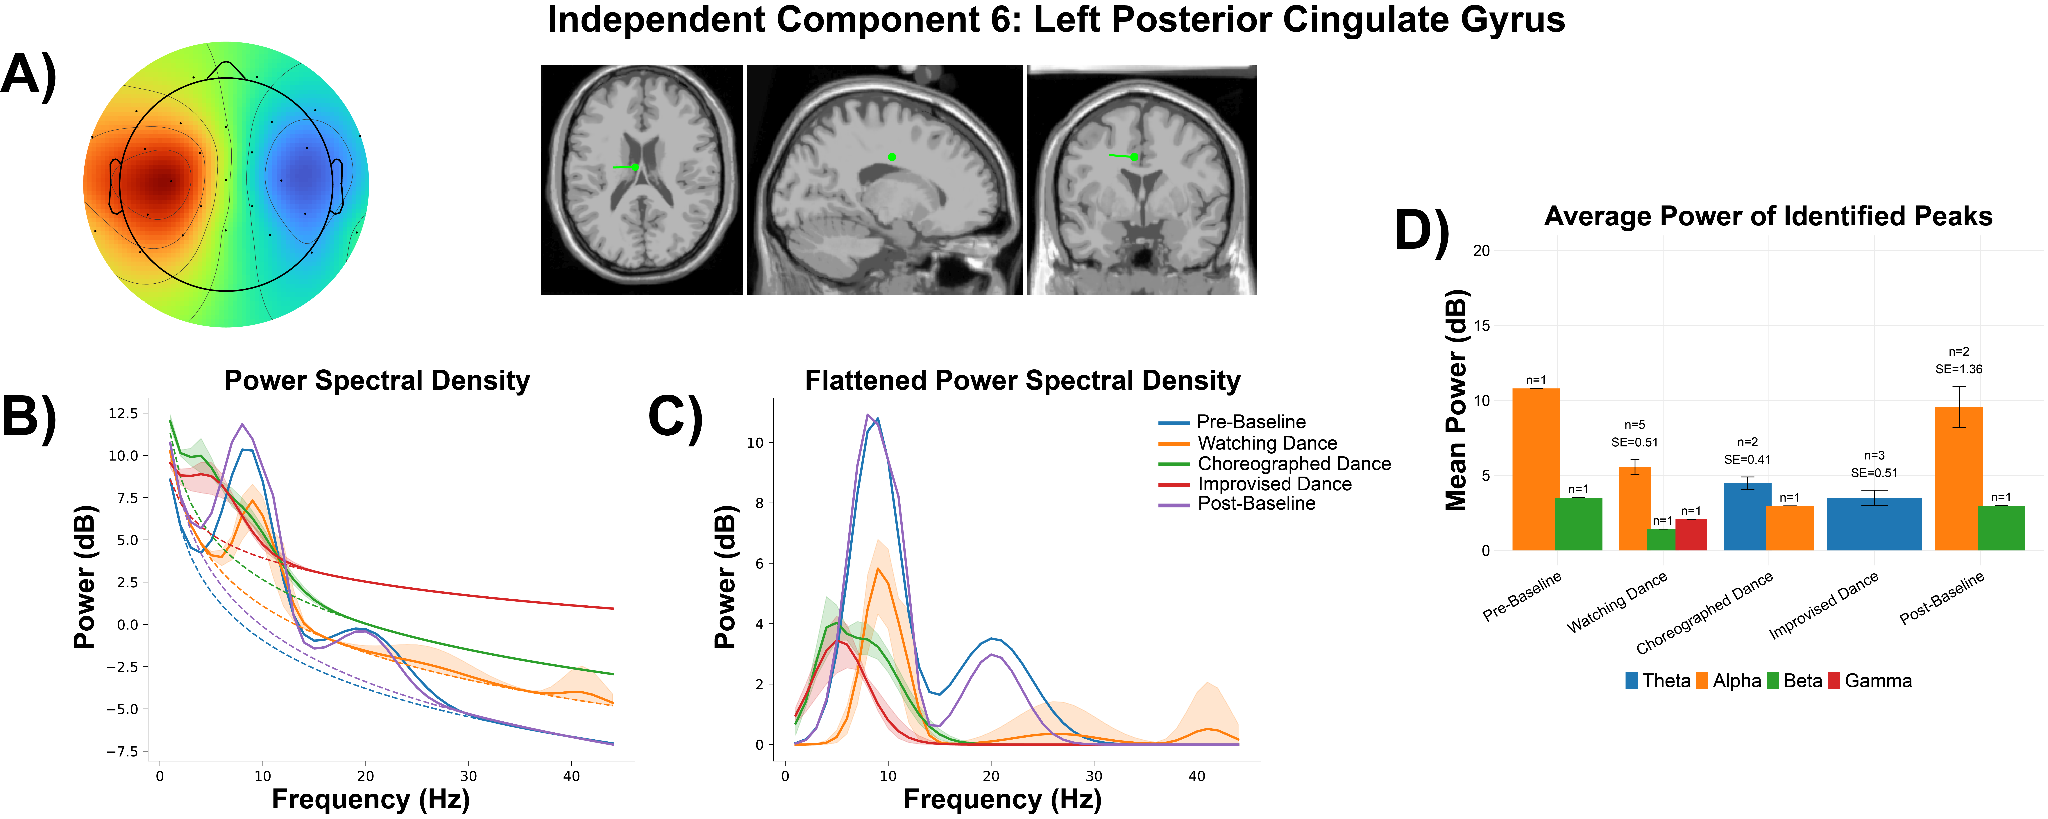 Independent Component 6: Left Posterior Cingulate Gyrus
A)
B)
Power Spectral Density
Power (dB)
12.5
10.0
7.5
5.0
2.5
0.0
−2.5
−5.0
−7.5
0
10
20
30
40
Frequency (Hz)
C)
Flattened Power Spectral Density
Power (dB)
10
8
6
4
2
0
0
10
20
30
40
Frequency (Hz)
Pre-Baseline
Watching Dance
Choreographed Dance
Improvised Dance
Post-Baseline
D)
Average Power of Identified Peaks
Mean Power (dB)
20
15
10
5
0
n=1
n=1
n=5
SE=0.51
n=1
n=1
n=2
SE=0.41
n=1
n=3
SE=0.51
n=2
SE=1.36
n=1
Pre-Baseline
Watching Dance
Choreographed Dance
Improvised Dance
Post-Baseline
Theta
Alpha
Beta
Gamma